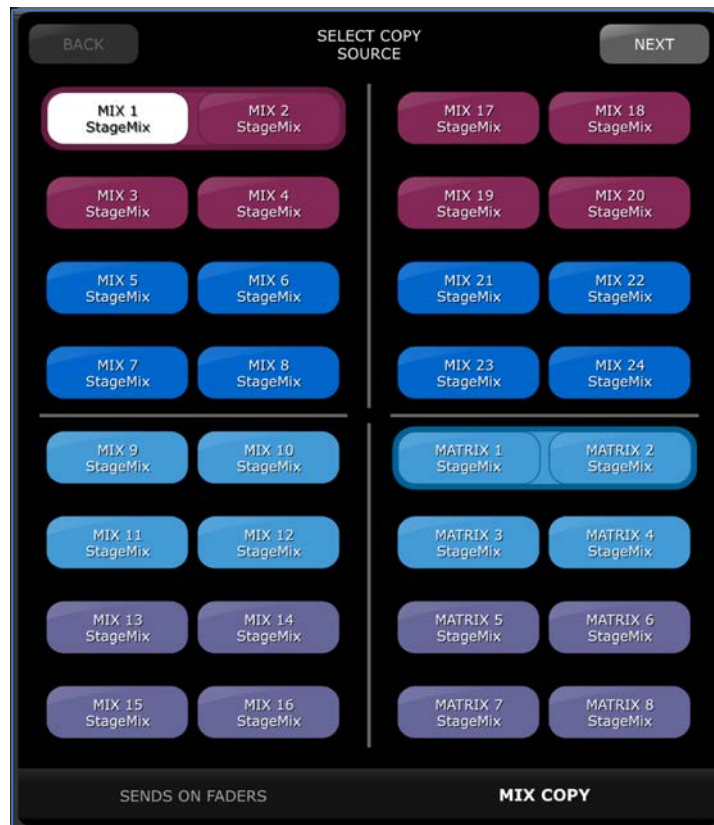 BACK
SELECT COPY
SOURCE
NEXT
MIX 1
StageMix
MIX 2
StageMix
MIX 17
StageMix
MIX 18
StageMix
MIX 3
StageMix
MIX 4
StageMix
MIX 19
StageMix
MIX 20
StageMix
MIX 5
StageMix
MIX 6
StageMix
MIX 21
StageMix
MIX 22
StageMix
MIX 7
StageMix
MIX 8
StageMix
MIX 23
StageMix
MIX 24
StageMix
MIX 9
StageMix
MIX 10
StageMix
MATRIX 1
StageMix
MATRIX 2
StageMix
MIX 11
StageMix
MIX 12
StageMix
MATRIX 3
StageMix
MATRIX 4
StageMix
MIX 13
StageMix
MIX 14
StageMix
MATRIX 5
StageMix
MATRIX 6
StageMix
MIX 15
StageMix
MIX 16
StageMix
MATRIX 7
StageMix
MATRIX 8
StageMix
SENDS ON FADERS
MIX COPY